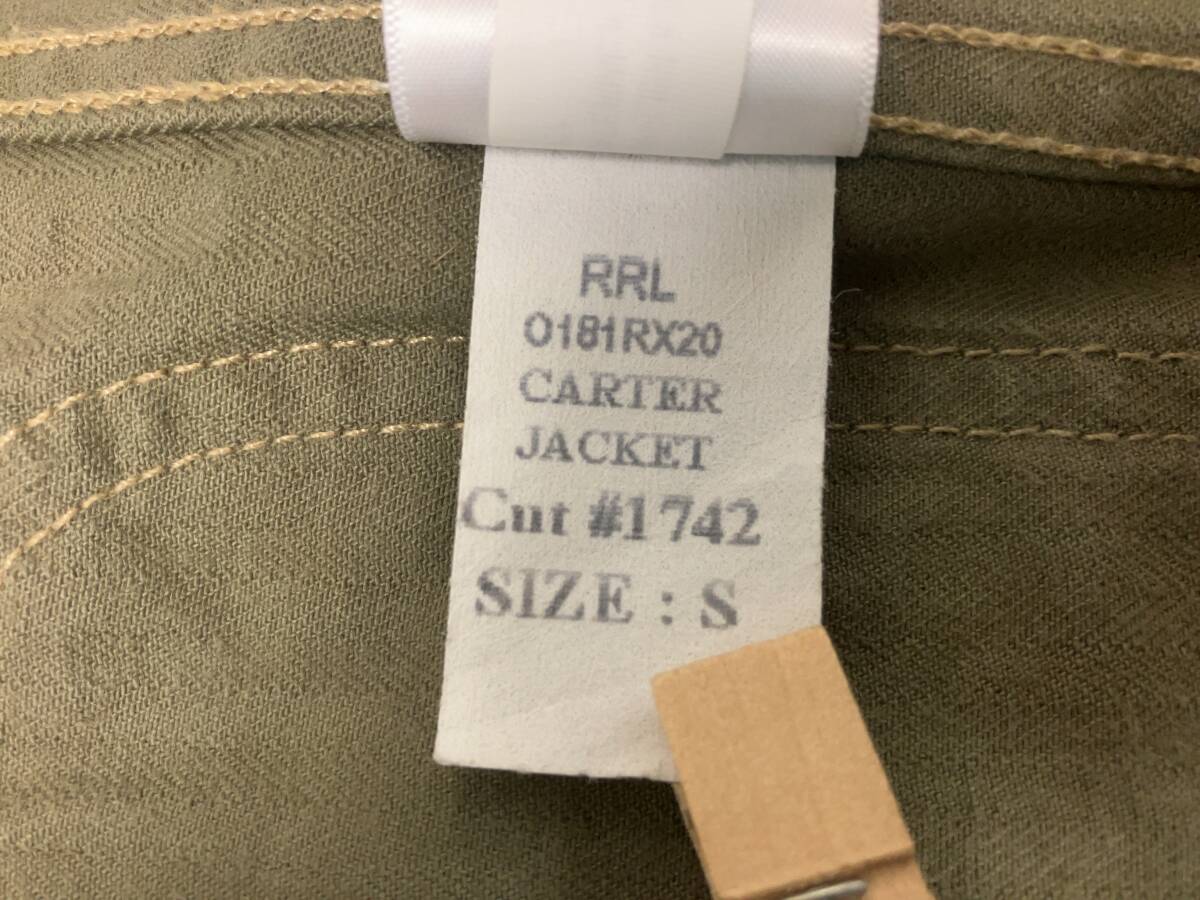 RRL
0181RX20
CARTER
JACKET
Cut #1742
SIZE : S